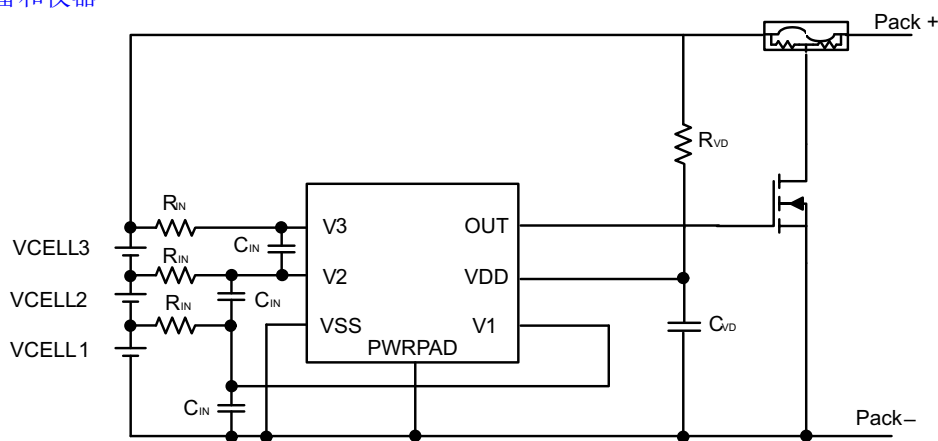 Pack +
RVD
RIN
V3
OUT
CIN
VCELL3
RIN
V2
VDD
VCELL2
CIN
RIN
VSS
V1
CVD
VCELL1
PWRPAD
CIN
Pack–